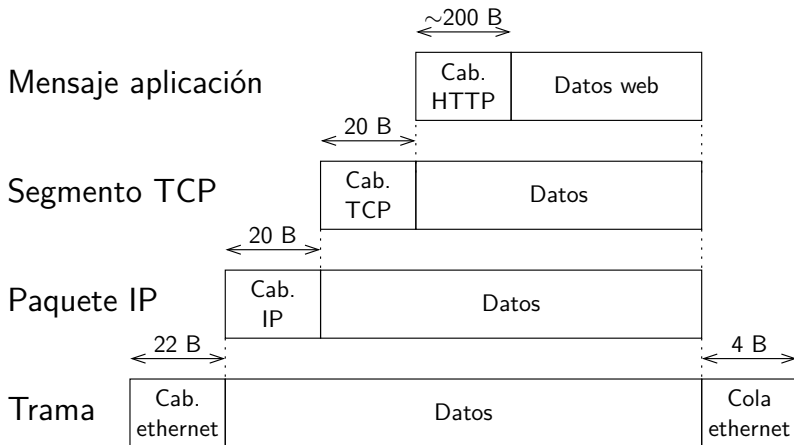 ∼200 B
Mensaje aplicación
Cab.
HTTP
Datos web
20 B
Segmento TCP
Cab.
TCP
Datos
20 B
Paquete IP
Cab.
IP
Datos
22 B
4 B
Trama
Cab.
ethernet
Datos
Cola
ethernet